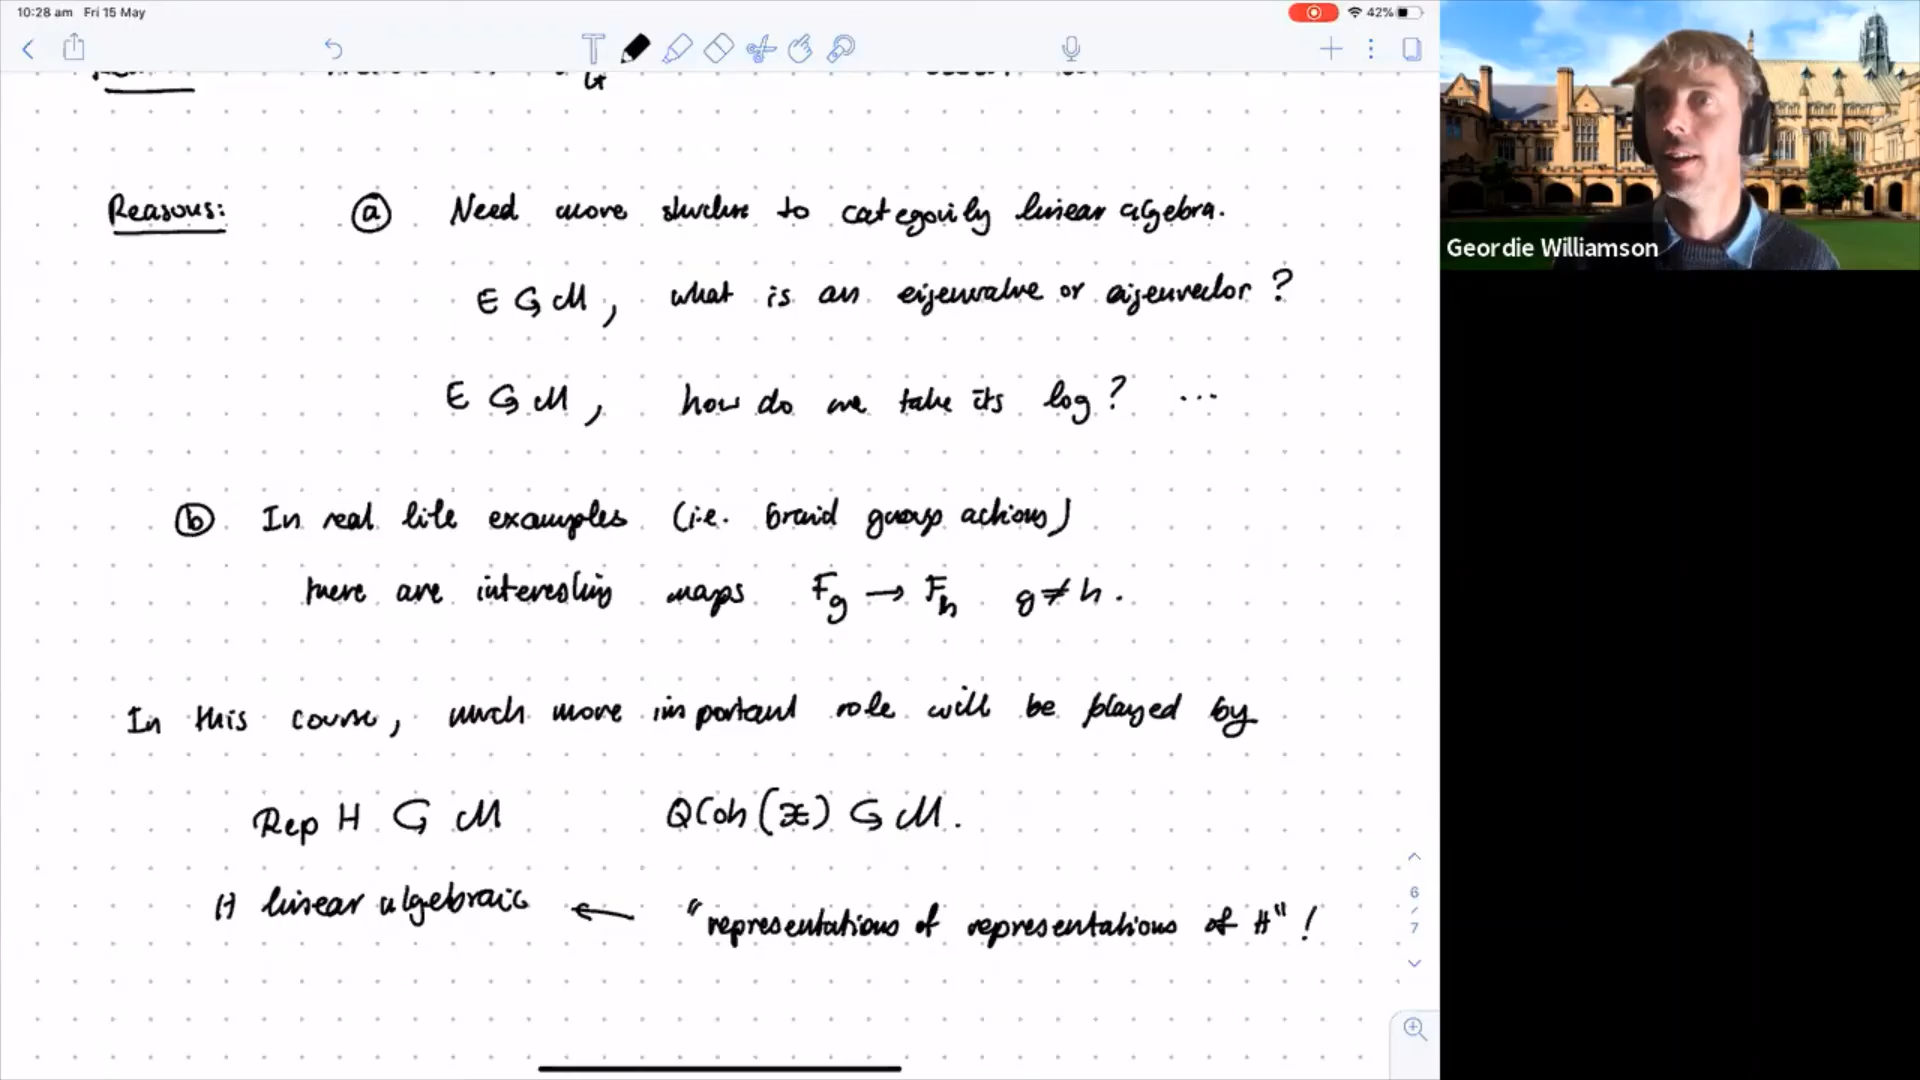 10:28 am Fri 15 May
42%
G
Reasons: (a) Need more structure to categorify linear algebra.
E G M, what is an eigenvalue or eigenvector?
E G M, how do we take its log? ...
(b) In real life examples (i.e. braid group actions)
there are interesting maps F_g → F_h g ≠ h.
In this course, much more important role will be played by
Rep H G M QCoh(X) G M.
H linear algebraic ← "representations of representations of H"!
Geordie Williamson
6
/
7